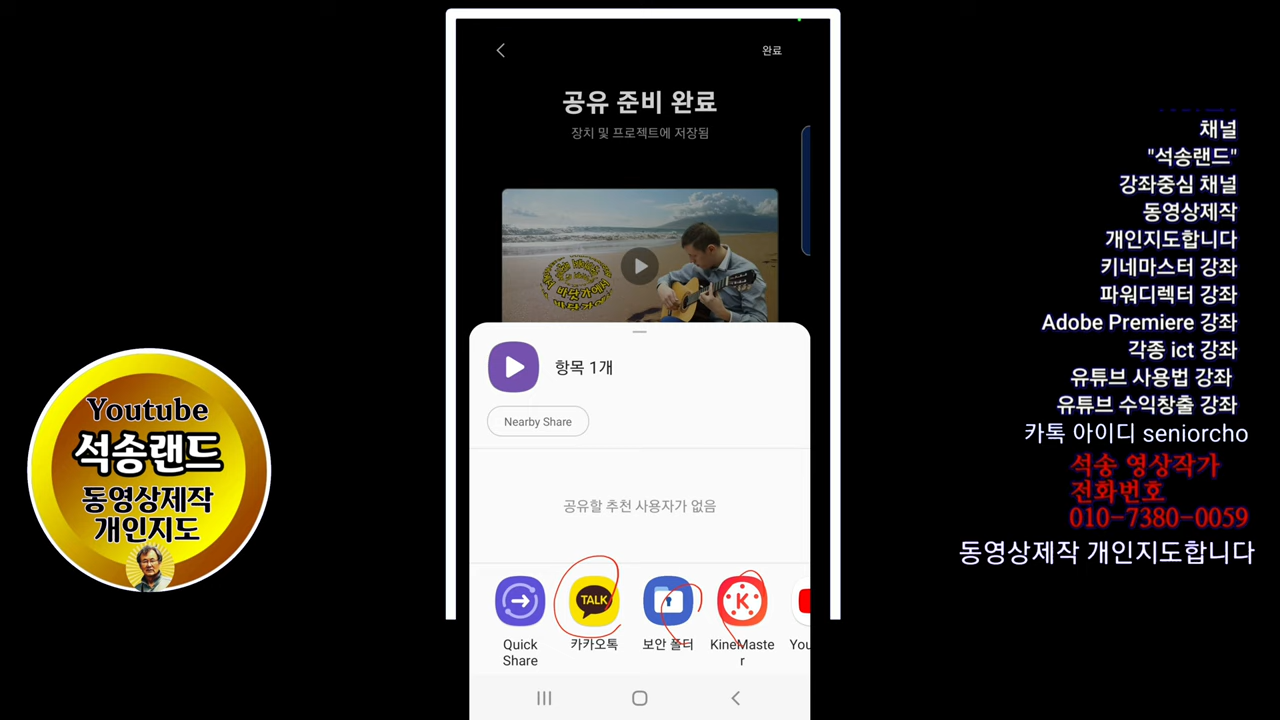 완료
공유 준비 완료
장치 및 프로젝트에 저장됨
바닷가에서
항목 1개
Nearby Share
공유할 추천 사용자가 없음
TALK
K
Quick
Share
카카오톡
보안 폴더
KineMaste
r
You
Youtube
석송랜드
동영상제작
개인지도
채널
"석송랜드"
강좌중심 채널
동영상제작
개인지도합니다
키네마스터 강좌
파워디렉터 강좌
Adobe Premiere 강좌
각종 ict 강좌
유튜브 사용법 강좌
유튜브 수익창출 강좌
카톡 아이디 seniorcho
석송 영상작가
전화번호
010-7380-0059
동영상제작 개인지도합니다